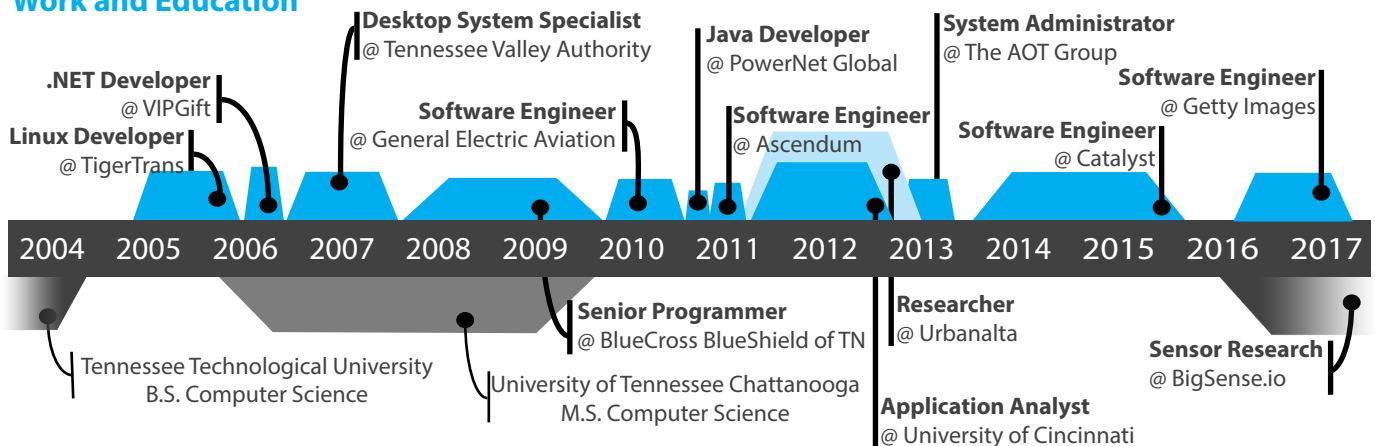 Work and Education
Desktop System Specialist
@ Tennessee Valley Authority
Java Developer
@ PowerNet Global
System Administrator
@ The AOT Group
.NET Developer
@ VIPGift
Software Engineer
@ General Electric Aviation
Software Engineer
@ Ascendum
Software Engineer
@ Getty Images
Linux Developer
@ TigerTrans
Software Engineer
@ Catalyst
2004 2005 2006 2007 2008 2009 2010 2011 2012 2013 2014 2015 2016 2017
Senior Programmer
@ BlueCross BlueShield of TN
Researcher
@ Urbanalta
Sensor Research
@ BigSense.io
Tennessee Technological University
B.S. Computer Science
University of Tennessee Chattanooga
M.S. Computer Science
Application Analyst
@ University of Cincinnati